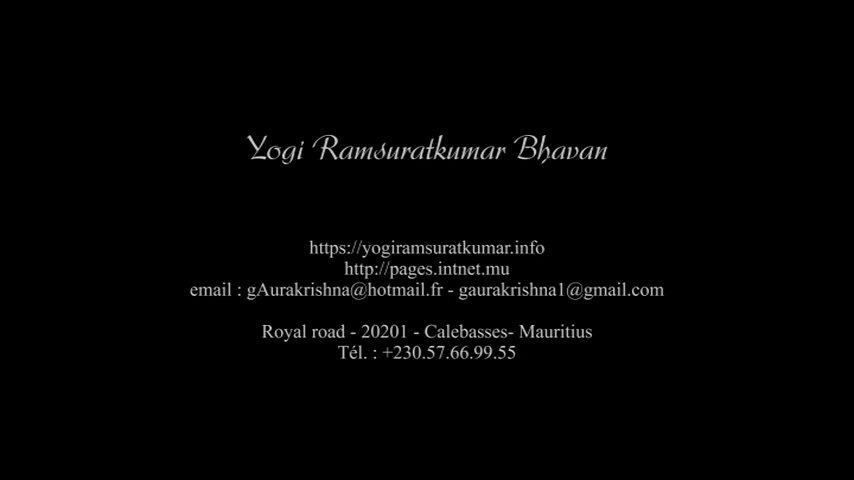 Yogi Ramsuratkumar Bhavan
https://yogiramsuratkumar.info
http://pages.intnet.mu
email : gAurakrishna@hotmail.fr - gaurakrishna1@gmail.com
Royal road - 20201 - Calebasses- Mauritius
Tél. : +230.57.66.99.55